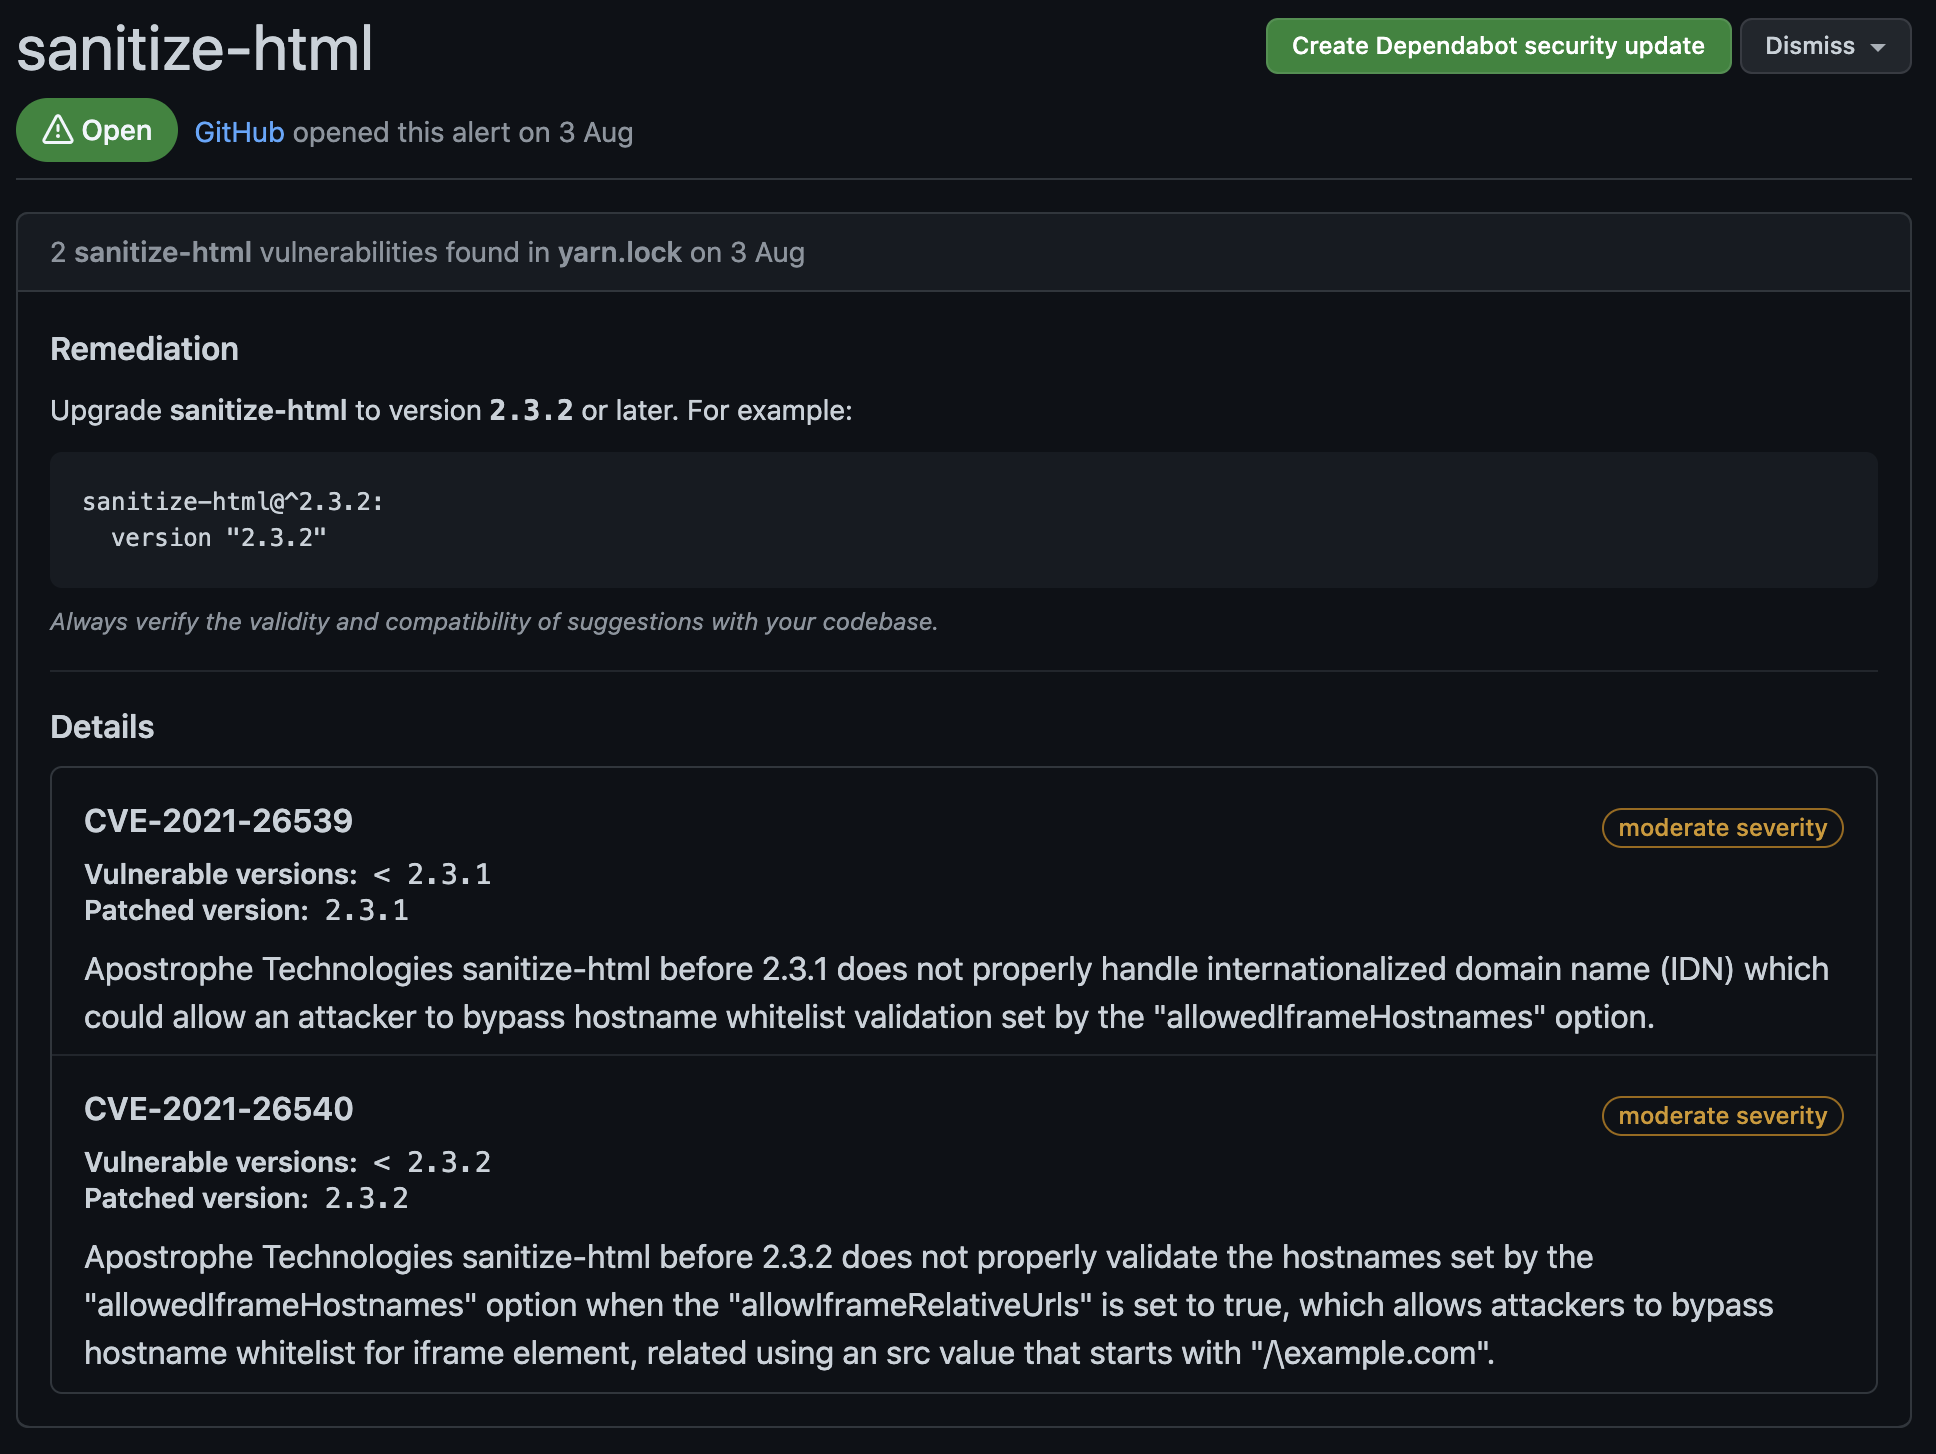 sanitize-html
Create Dependabot security update
Dismiss
Open
GitHub opened this alert on 3 Aug
2 sanitize-html vulnerabilities found in yarn.lock on 3 Aug
Remediation
Upgrade sanitize-html to version 2.3.2 or later. For example:
sanitize-html@^2.3.2:
  version "2.3.2"
Always verify the validity and compatibility of suggestions with your codebase.
Details
CVE-2021-26539
moderate severity
Vulnerable versions: < 2.3.1
Patched version: 2.3.1
Apostrophe Technologies sanitize-html before 2.3.1 does not properly handle internationalized domain name (IDN) which
could allow an attacker to bypass hostname whitelist validation set by the "allowedIframeHostnames" option.
CVE-2021-26540
moderate severity
Vulnerable versions: < 2.3.2
Patched version: 2.3.2
Apostrophe Technologies sanitize-html before 2.3.2 does not properly validate the hostnames set by the
"allowedIframeHostnames" option when the "allowIframeRelativeUrls" is set to true, which allows attackers to bypass
hostname whitelist for iframe element, related using an src value that starts with "/\example.com".